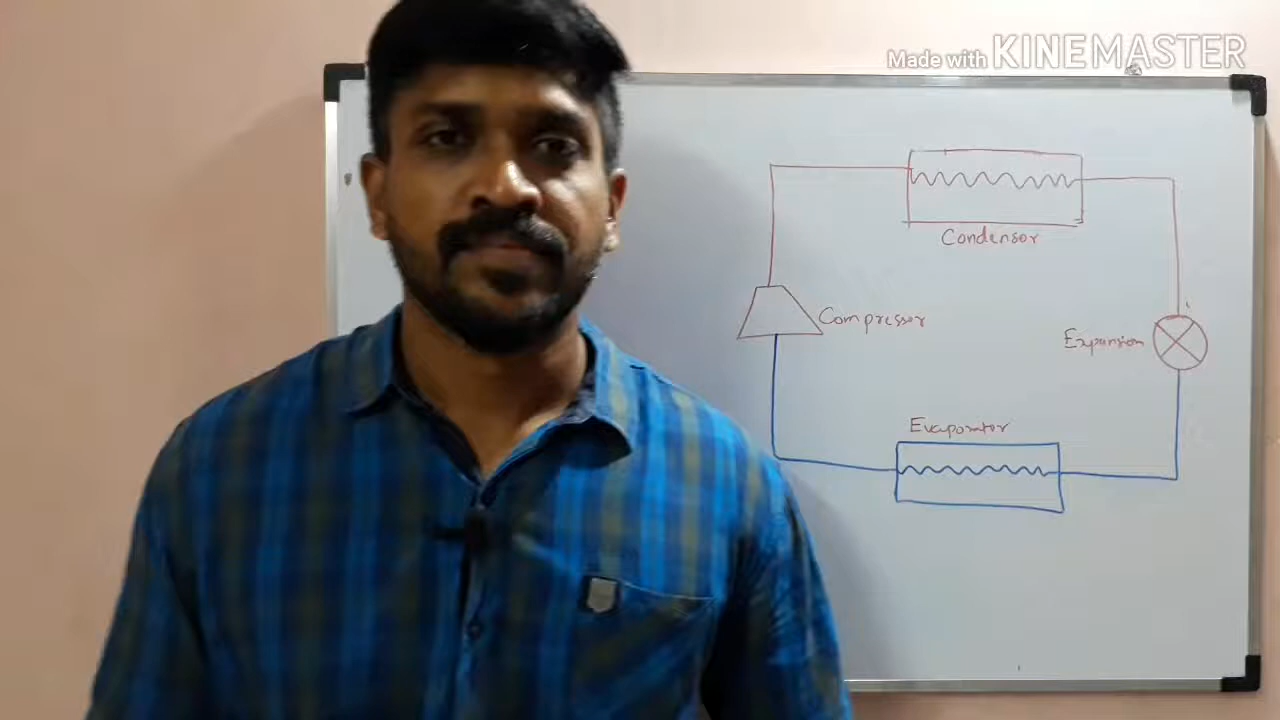 Made with KINEMASTER
Condensor
Compressor
Expansion
Evaporator